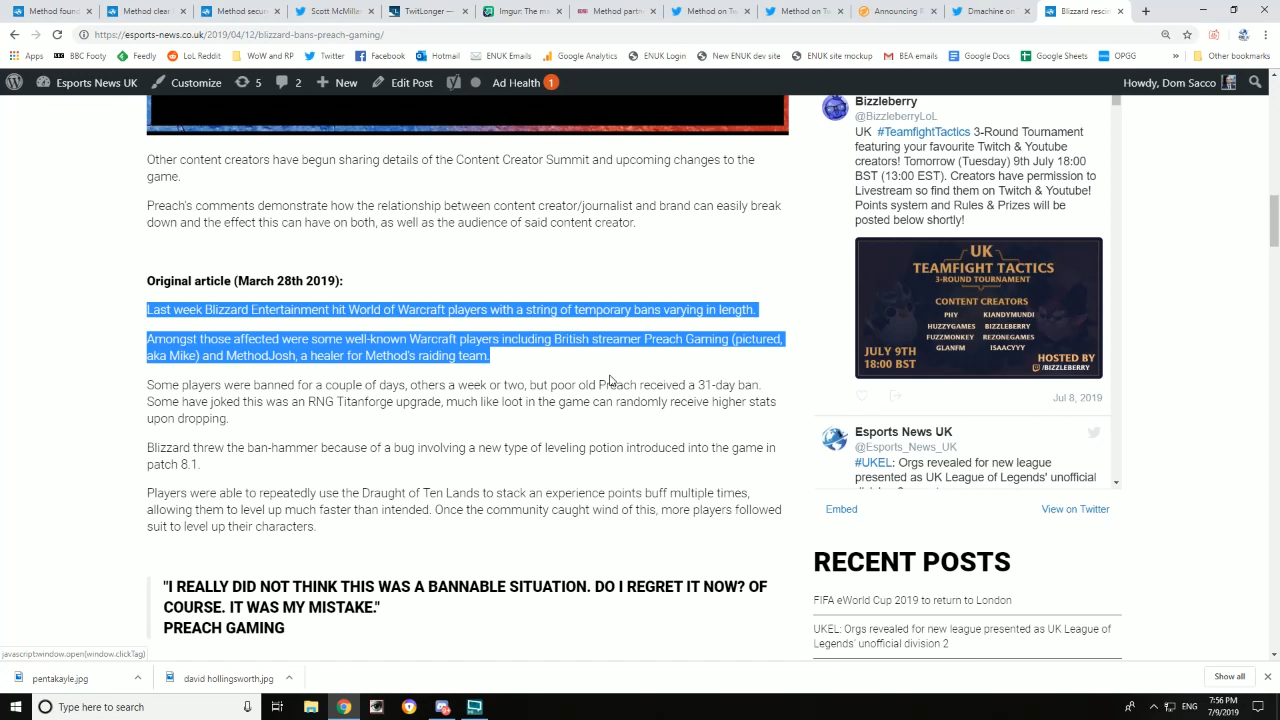 Method foun
Method secure
Scott McMille
TwitLonger —
Imgur: The ma
Method partn
Method on Tw
Method on Tw
Announcing R
Dmachine on
Blizzard rescin
https://esports-news.co.uk/2019/04/12/blizzard-bans-preach-gaming/
Apps
BBC Footy
Feedly
LoL Reddit
WoW and RP
Twitter
Facebook
Hotmail
ENUK Emails
Google Analytics
ENUK Login
New dev site
ENUK site mockup
BEA emails
Google Docs
Google Sheets
OPGG
»
Other bookmarks
Esports News UK
Customize
5
2
New
Edit Post
Ad Health 1
Howdy, Dom Sacco
Other content creators have begun sharing details of the Content Creator Summit and upcoming changes to the
game.
Preach's comments demonstrate how the relationship between content creator/journalist and brand can easily break
down and the effect this can have on both, as well as the audience of said content creator.
Original article (March 28th 2019):
Last week Blizzard Entertainment hit World of Warcraft players with a string of temporary bans varying in length.
Amongst those affected were some well-known Warcraft players including British streamer Preach Gaming (pictured,
aka Mike) and MethodJosh, a healer for Method's raiding team.
Some players were banned for a couple of days, others a week or two, but poor old Preach received a 31-day ban.
Some have joked this was an RNG Titanforge upgrade, much like loot in the game can randomly receive higher stats
upon dropping.
Blizzard threw the ban-hammer because of a bug involving a new type of leveling potion introduced into the game in
patch 8.1.
Players were able to repeatedly use the Draught of Ten Lands to stack an experience points buff multiple times,
allowing them to level up much faster than intended. Once the community caught wind of this, more players followed
suit to level up their characters.
"I REALLY DID NOT THINK THIS WAS A BANNABLE SITUATION. DO I REGRET IT NOW? OF
COURSE. IT WAS MY MISTAKE."
PREACH GAMING
Bizzleberry
@BizzleberryLoL
UK #TeamfightTactics 3-Round Tournament
featuring your favourite Twitch & Youtube
creators! Tomorrow (Tuesday) 9th July 18:00
BST (13:00 EST). Creators have permission to
Livestream so find them on Twitch & Youtube!
Points system and Rules & Prizes will be
posted below shortly!
UK
TEAMFIGHT TACTICS
3-ROUND TOURNAMENT
CONTENT CREATORS
PHY KIANDYMUNDI
HUZZYGAMES BIZZLEBERRY
FUZZMONKEY REZONEGAMES
GLANFM ISAACYYY
JULY 9TH
18:00 BST
HOSTED BY
/BIZZLEBERRY
Jul 8, 2019
Esports News UK
@Esports_News_UK
#UKEL: Orgs revealed for new league
presented as UK League of Legends' unofficial
Embed
View on Twitter
RECENT POSTS
FIFA eWorld Cup 2019 to return to London
UKEL: Orgs revealed for new league presented as UK League of
Legends' unofficial division 2
javascript:window.open(window.clickTag)
pentakayle.jpg
david hollingsworth.jpg
Show all
Type here to search
ENG
7:56 PM
7/9/2019